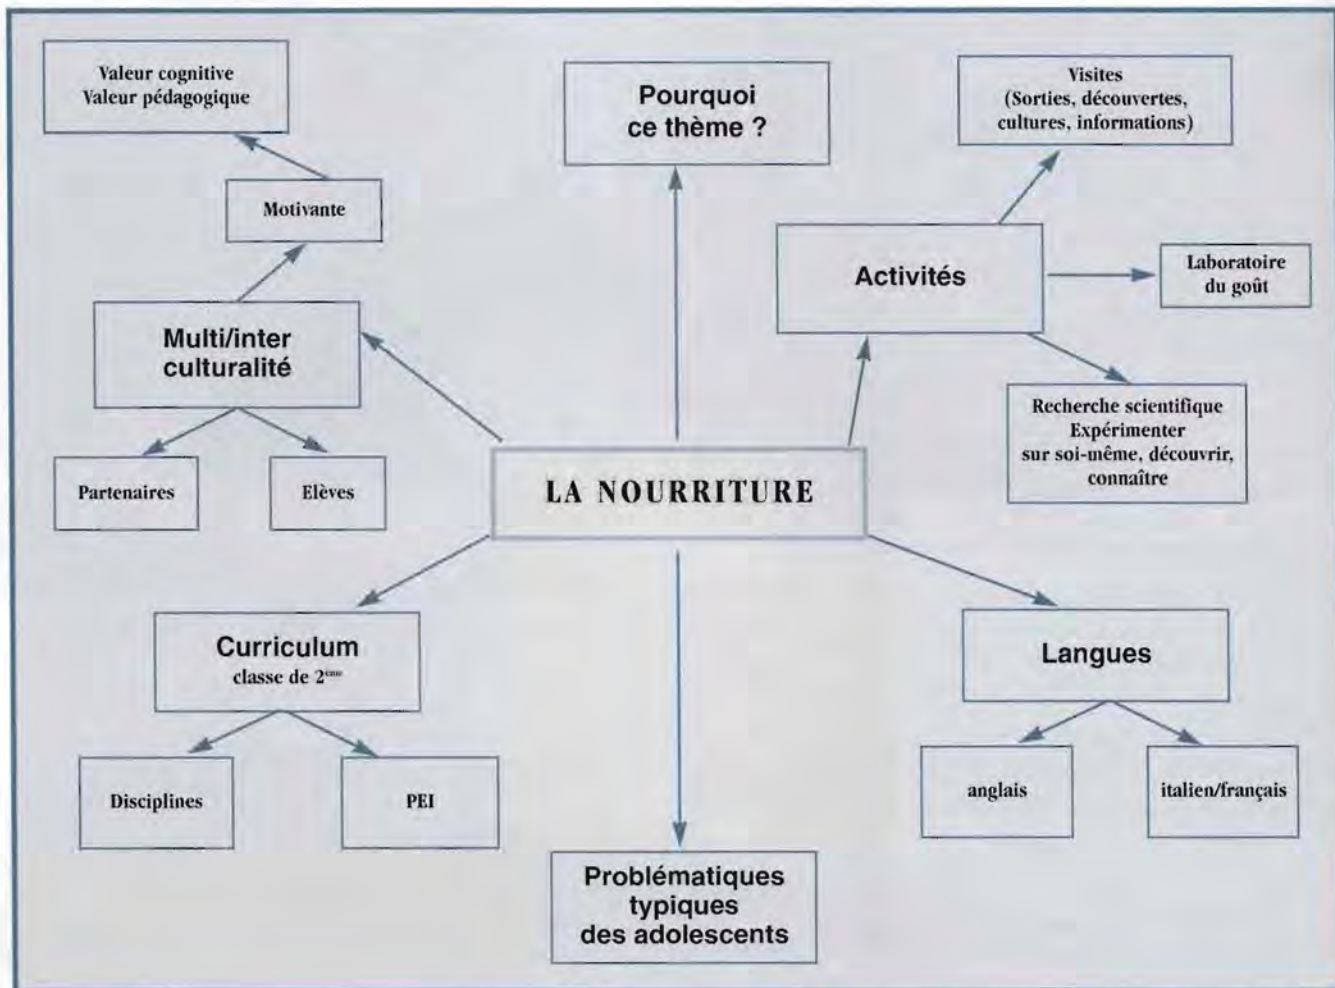 Valeur cognitive
Valeur pédagogique
Pourquoi
ce thème ?
Visites
(Sorties, découvertes,
cultures, informations)
Motivante
Activités
Laboratoire
du goût
Multi/inter
culturalité
Recherche scientifique
Expérimenter
sur soi-même, découvrir,
connaître
Partenaires
Elèves
LA NOURRITURE
Curriculum
classe de 2ème
Langues
Disciplines
PEI
anglais
italien/français
Problématiques
typiques
des adolescents